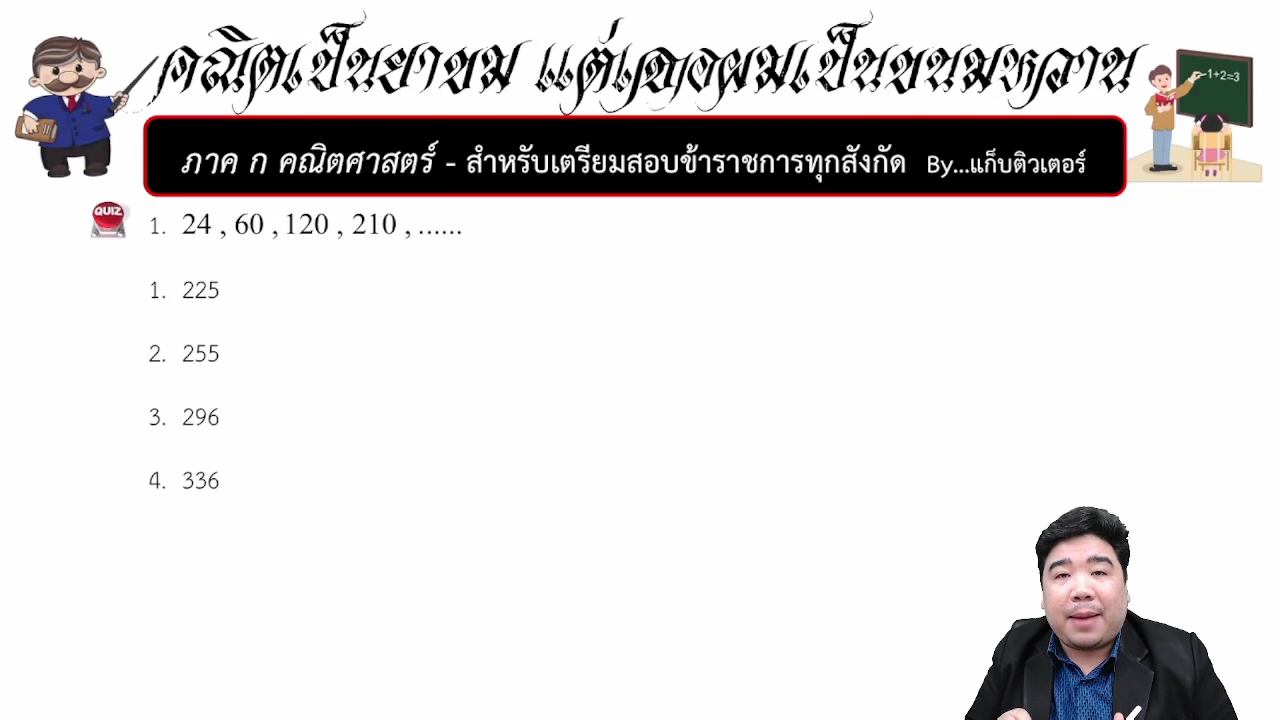 คณิตเป็นยาขม แต่เจอผมเป็นขนมหวาน
1+2=3
ภาค ก คณิตศาสตร์ - สำหรับเตรียมสอบข้าราชการทุกสังกัด By...แก็บติวเตอร์
QUIZ
1. 24 , 60 , 120 , 210 , ......
1. 225
2. 255
3. 296
4. 336